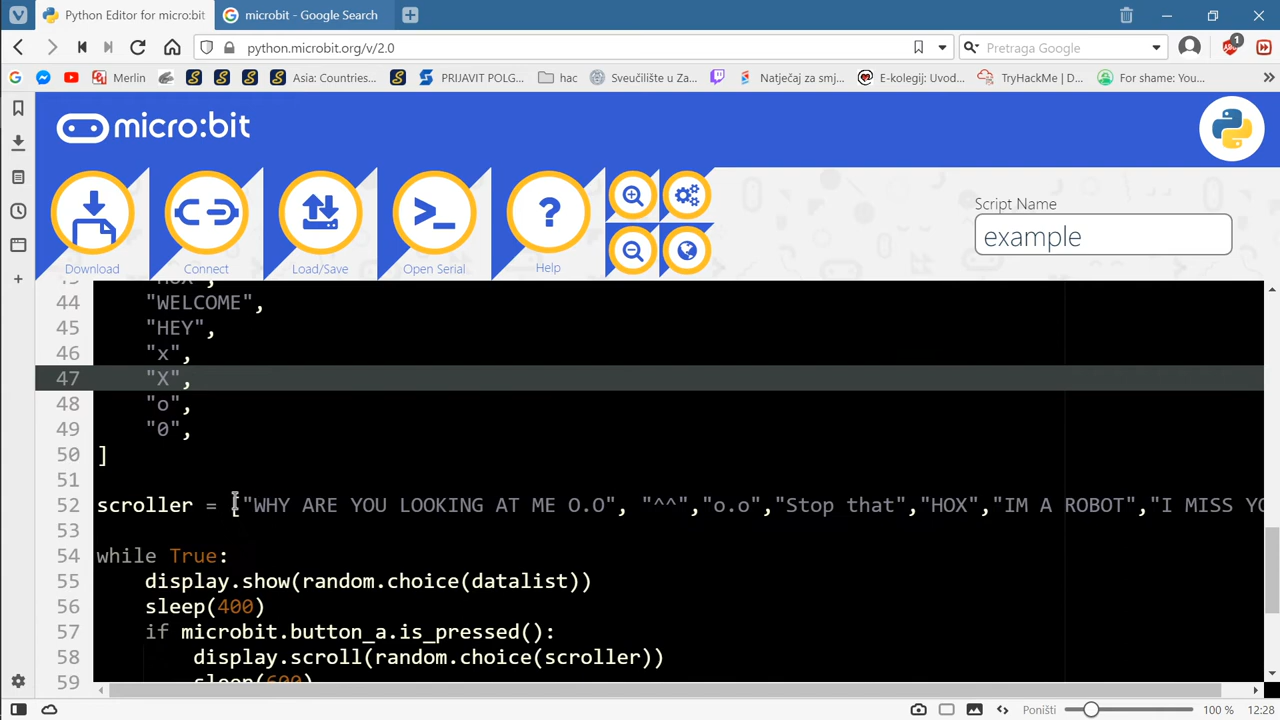 Python Editor for micro:bit
microbit - Google Search
python.microbit.org/v/2.0
Pretraga Google
1
Merlin
Asia: Countries...
PRIJAVIT POLG...
hac
Sveučilište u Za...
Natječaj za smj...
E-kolegij: Uvod...
TryHackMe | D...
For shame: You...
micro:bit
Download
Connect
Load/Save
Open Serial
Help
Script Name
example
44 "WELCOME",
45 "HEY",
46 "x",
47 "X",
48 "o",
49 "0",
50 ]
51
52 scroller = ["WHY ARE YOU LOOKING AT ME O.O", "^^","o.o","Stop that","HOX","IM A ROBOT","I MISS YO
53
54 while True:
55 display.show(random.choice(datalist))
56 sleep(400)
57 if microbit.button_a.is_pressed():
58 display.scroll(random.choice(scroller))
59 sleep(600)
Poništi
100 %
12:28